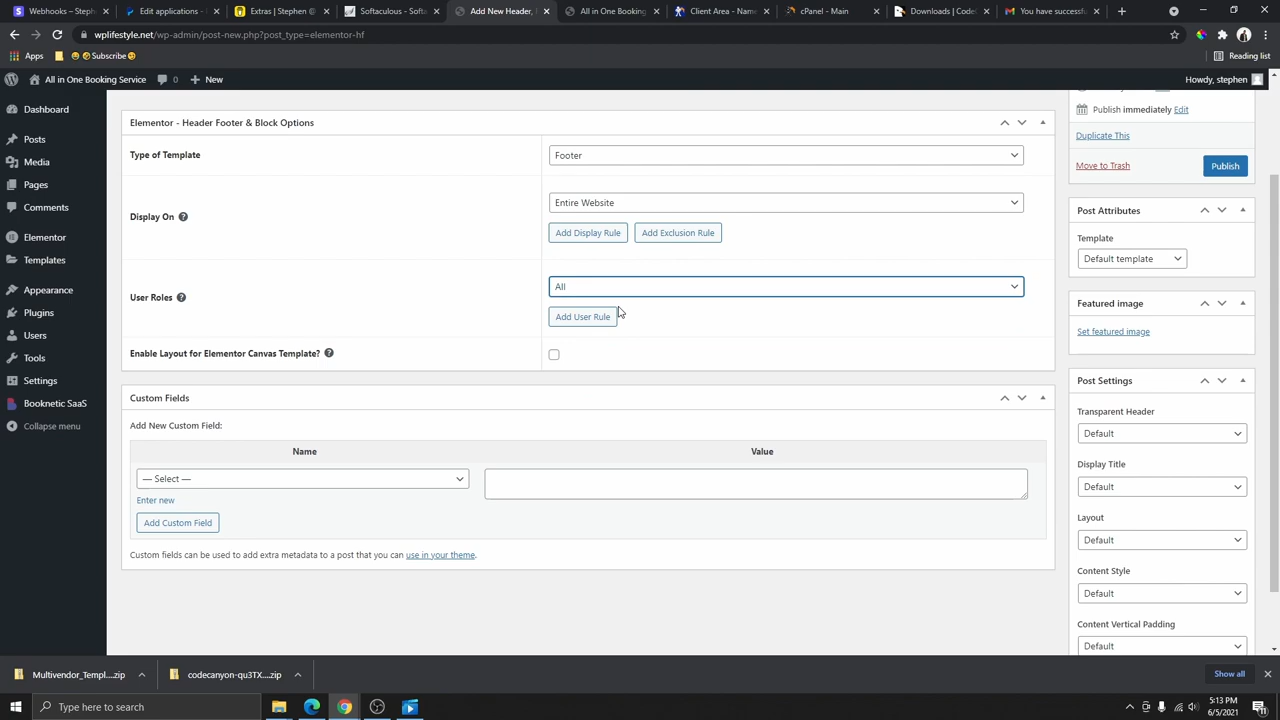 Webhooks — Steph
Edit applications
Extras | Stephen @
Softaculous - Softw
Add New Header,
All in One Booking
Client Area - Name
cPanel - Main
Downloads | Codel
You have successfu
wplifestyle.net/wp-admin/post-new.php?post_type=elementor-hf
Apps
Subscribe
Reading list
All in One Booking Service
0
New
Howdy, stephen
Dashboard
Posts
Media
Pages
Comments
Elementor
Templates
Appearance
Plugins
Users
Tools
Settings
Booknetic SaaS
Collapse menu
Elementor - Header Footer & Block Options
Type of Template
Footer
Display On
Entire Website
Add Display Rule
Add Exclusion Rule
User Roles
All
Add User Rule
Enable Layout for Elementor Canvas Template?
Custom Fields
Add New Custom Field:
Name
Value
— Select —
Enter new
Add Custom Field
Custom fields can be used to add extra metadata to a post that you can use in your theme.
Publish immediately Edit
Duplicate This
Move to Trash
Publish
Post Attributes
Template
Default template
Featured image
Set featured image
Post Settings
Transparent Header
Default
Display Title
Default
Layout
Default
Content Style
Default
Content Vertical Padding
Default
Multivendor_Templ....zip
codecanyon-qu3TX....zip
Show all
Type here to search
5:13 PM
6/5/2021